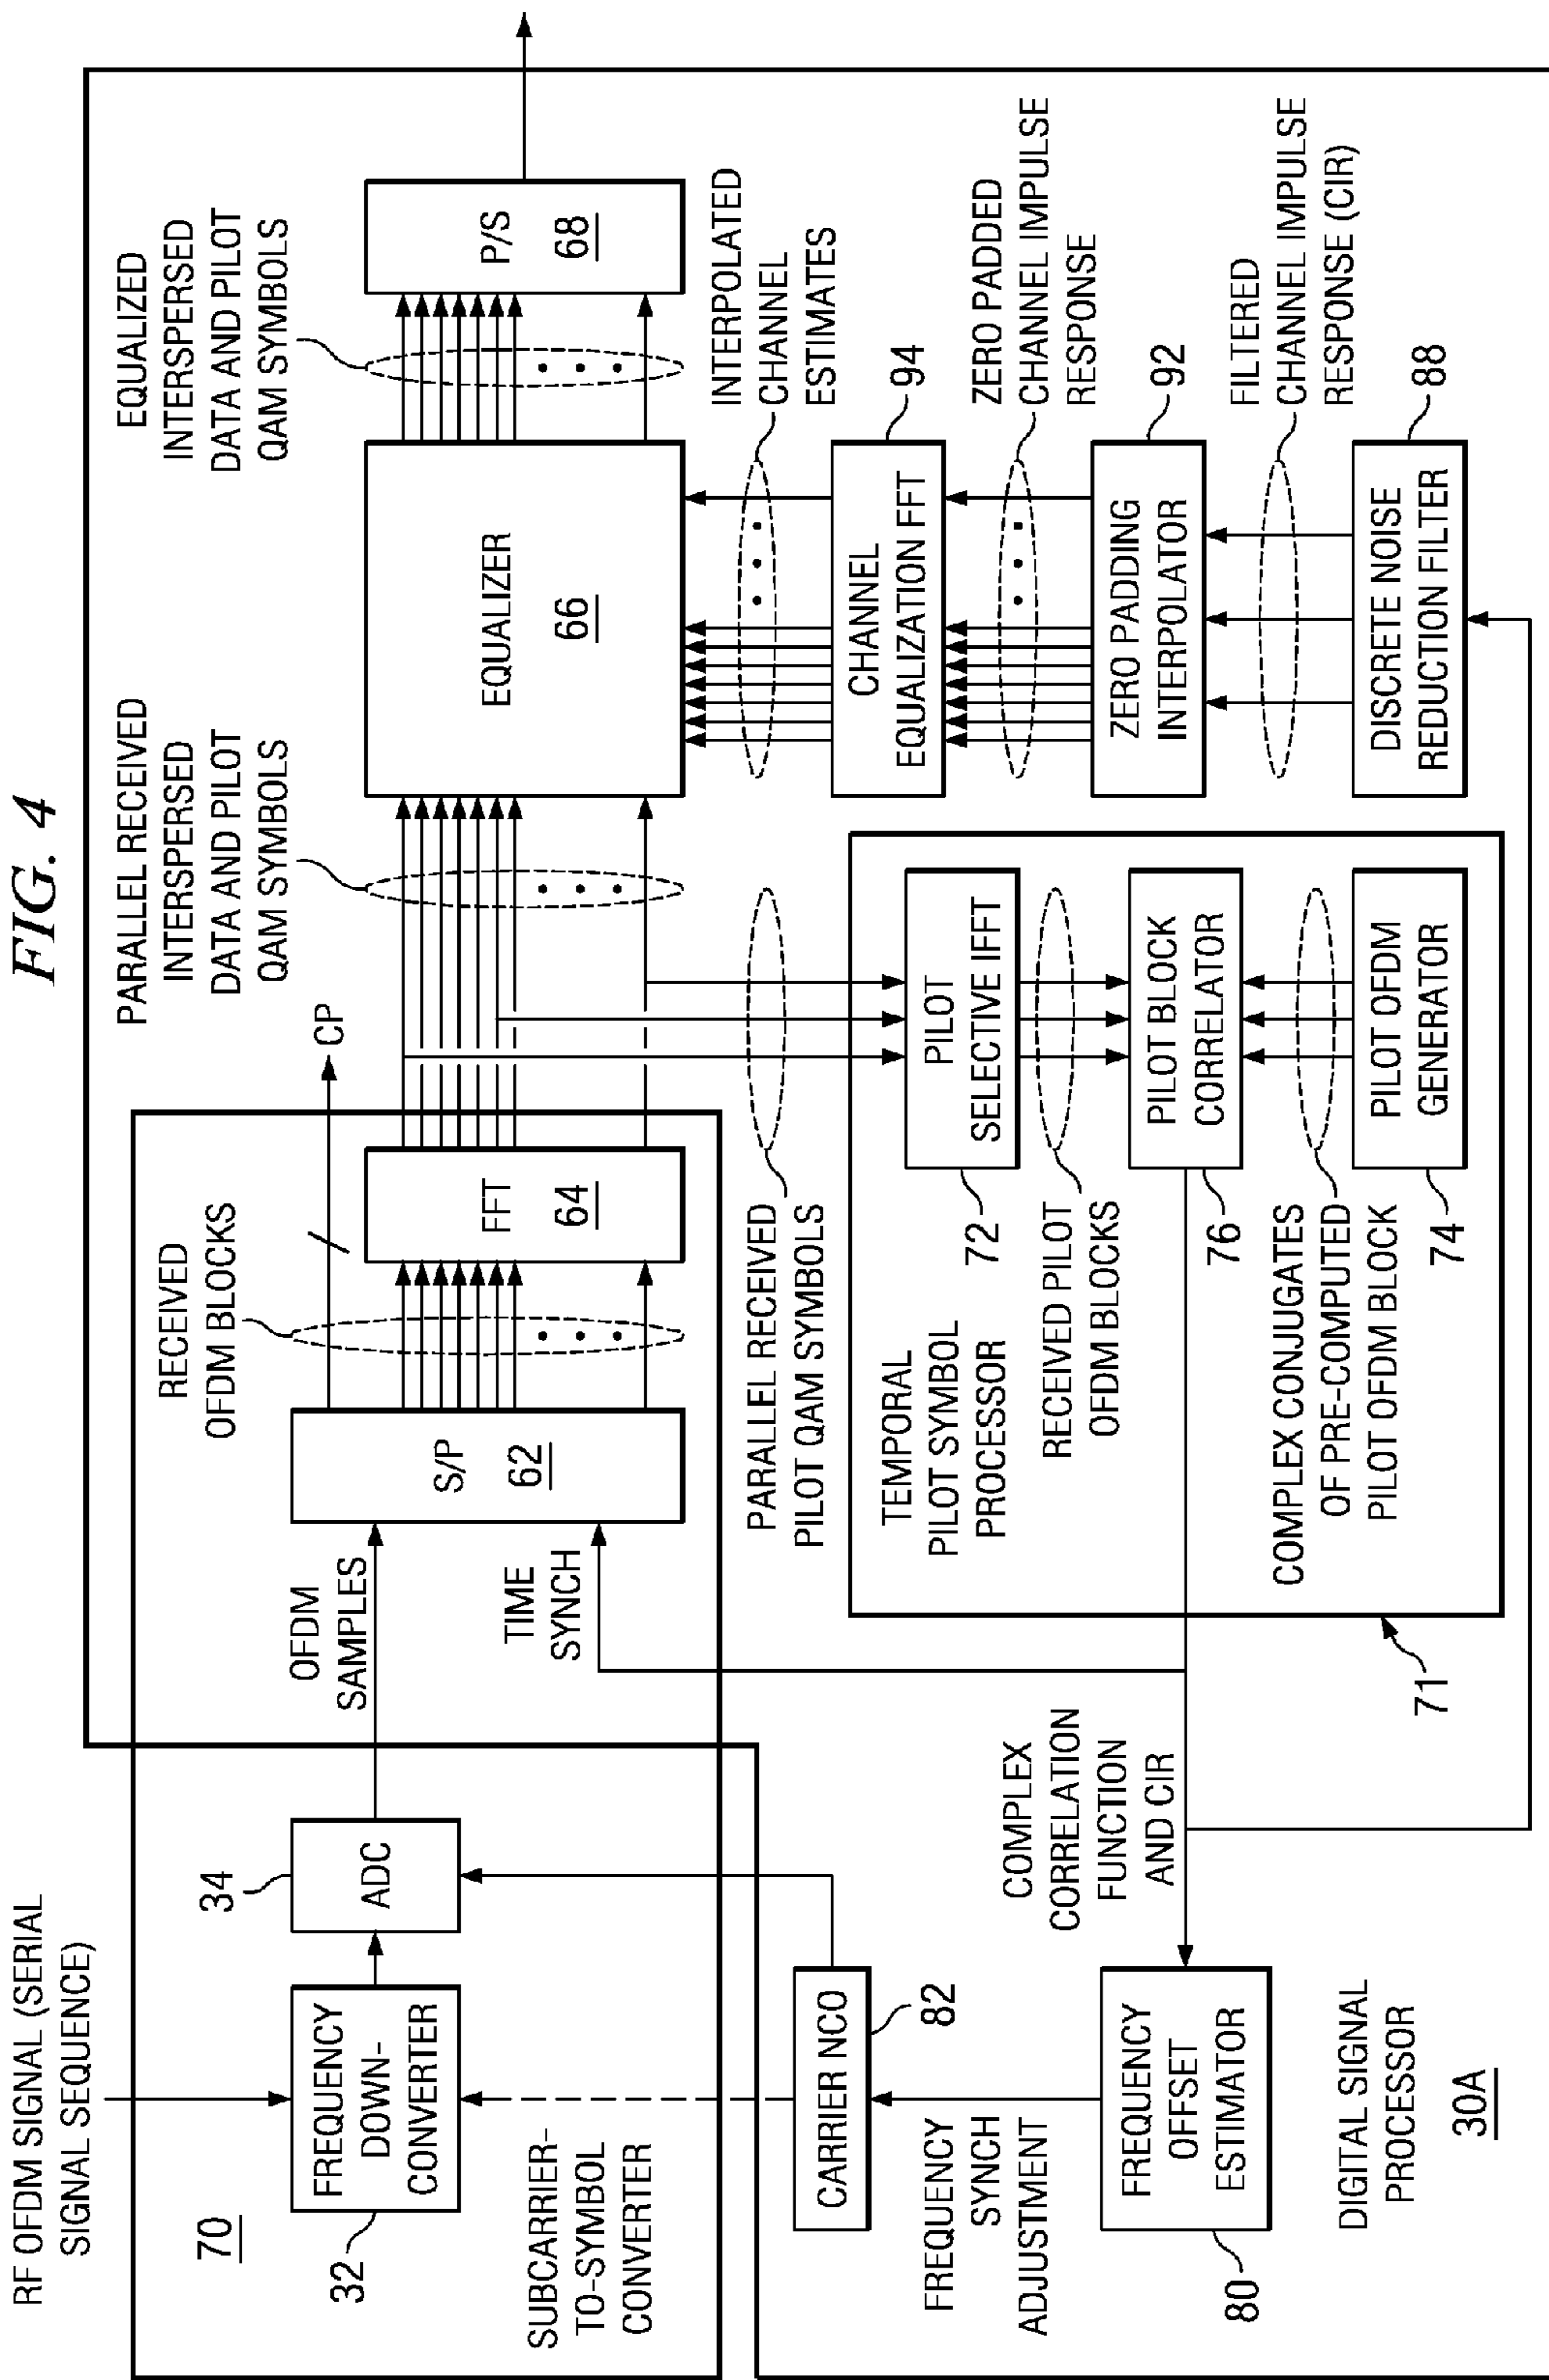 FIG. 4
RF OFDM SIGNAL (SERIAL
SIGNAL SEQUENCE)
70
FREQUENCY
DOWN-
CONVERTER
32
ADC
34
SUBCARRIER-
TO-SYMBOL
CONVERTER
OFDM
SAMPLES
TIME
SYNCH
S/P
62
RECEIVED
OFDM BLOCKS
CP
FFT
64
PARALLEL RECEIVED
INTERSPERSED
DATA AND PILOT
QAM SYMBOLS
EQUALIZER
66
EQUALIZED
INTERSPERSED
DATA AND PILOT
QAM SYMBOLS
P/S
68
INTERPOLATED
CHANNEL
ESTIMATES
CHANNEL
EQUALIZATION FFT
94
ZERO PADDED
CHANNEL IMPULSE
RESPONSE
ZERO PADDING
INTERPOLATOR
92
FILTERED
CHANNEL IMPULSE
RESPONSE (CIR)
DISCRETE NOISE
REDUCTION FILTER
88
PARALLEL RECEIVED
PILOT QAM SYMBOLS
TEMPORAL
PILOT SYMBOL
PROCESSOR
PILOT
SELECTIVE IFFT
72
RECEIVED PILOT
OFDM BLOCKS
PILOT BLOCK
CORRELATOR
76
COMPLEX CONJUGATES
OF PRE-COMPUTED
PILOT OFDM BLOCK
PILOT OFDM
GENERATOR
74
71
COMPLEX
CORRELATION
FUNCTION
AND CIR
CARRIER NCO
82
FREQUENCY
SYNCH
ADJUSTMENT
FREQUENCY
OFFSET
ESTIMATOR
80
DIGITAL SIGNAL
PROCESSOR
30A